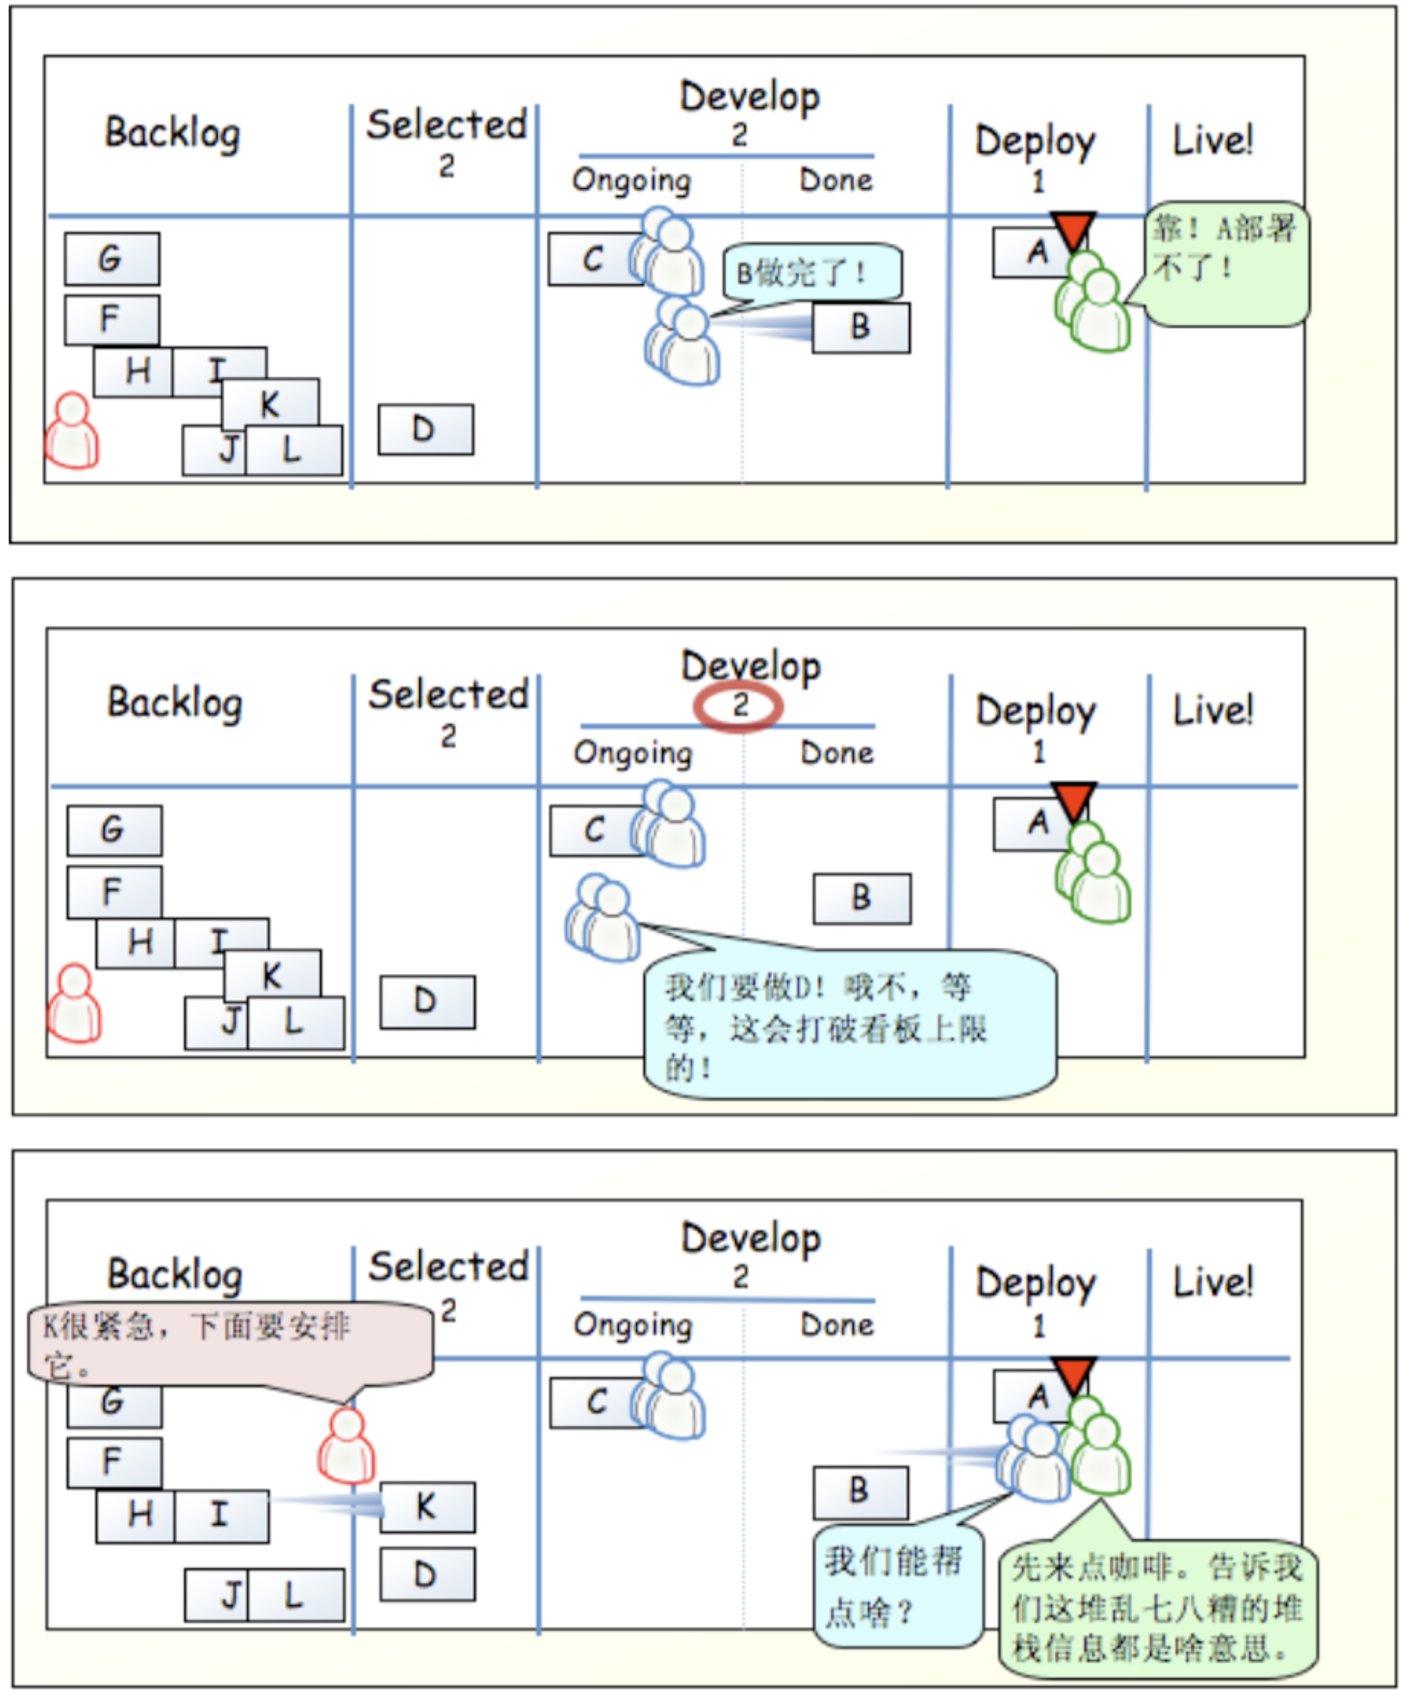 Develop
Backlog
Selected
2
2
Deploy
1
Live!
Ongoing
Done
G
F
H
I
K
J
L
D
C
B做完了！
B
A
靠！A部署
不了！
Develop
Backlog
Selected
2
2
Deploy
1
Live!
Ongoing
Done
G
F
H
I
K
J
L
D
C
B
A
我们要做D！哦不，等
等，这会打破看板上限
的！
Develop
Backlog
Selected
2
2
Deploy
1
Live!
Ongoing
Done
K很紧急，下面要安排
它。
G
F
H
I
J
L
K
D
C
B
A
我们能帮
点啥？
先来点咖啡。告诉我
们这堆乱七八糟的堆
栈信息都是啥意思。